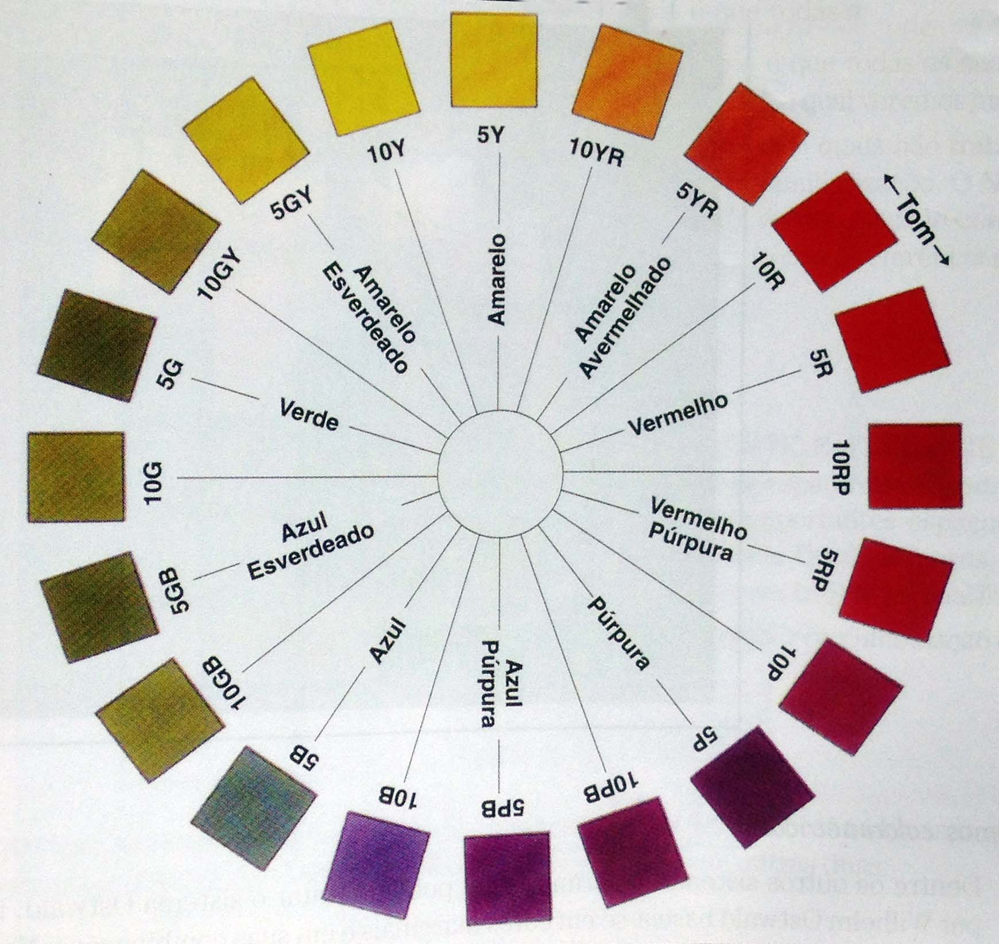 5Y
Amarelo
10YR
5YR
Amarelo
Avermelhado
←Tom→
10R
5R
Vermelho
10RP
5RP
Vermelho
Púrpura
10P
5P
Púrpura
10PB
5PB
Azul
Púrpura
10B
5B
Azul
10GB
5GB
Azul
Esverdeado
10G
5G
Verde
10GY
5GY
Amarelo
Esverdeado
10Y